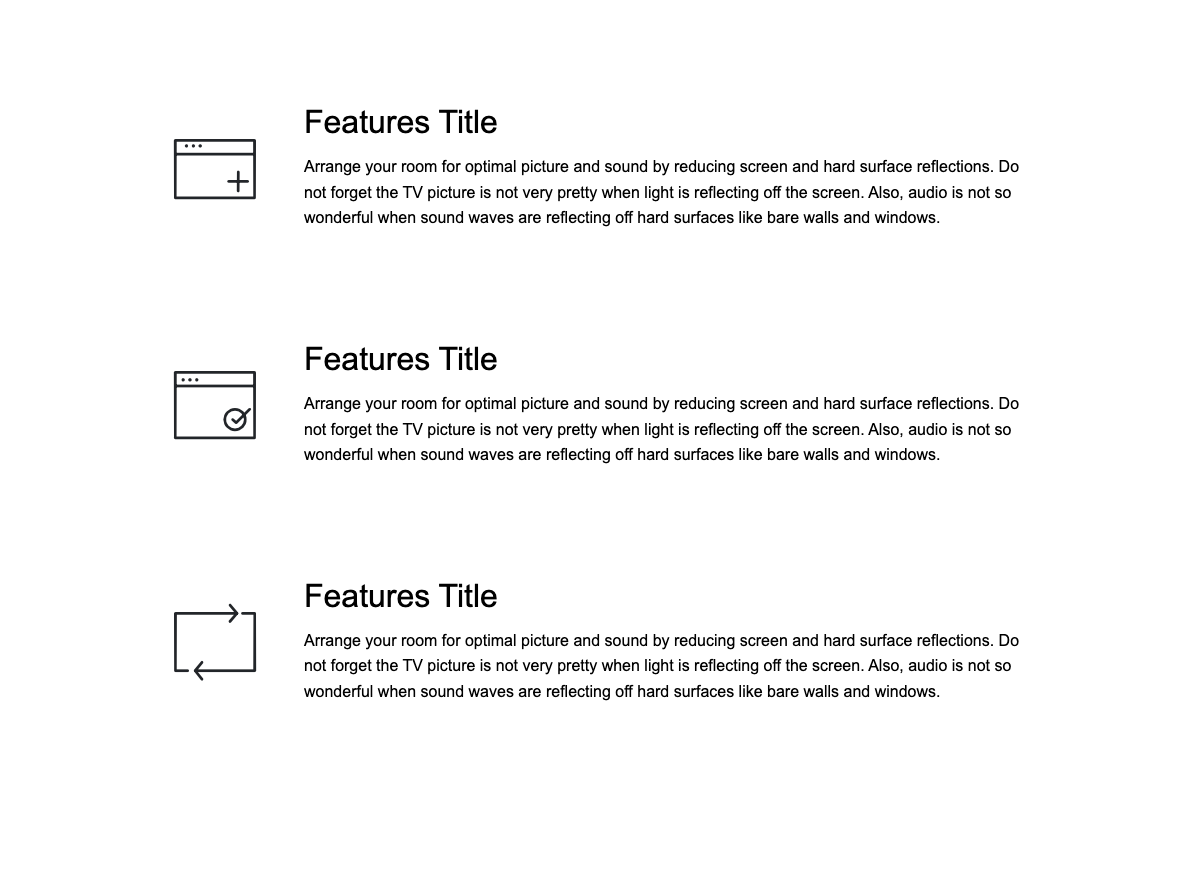 Features Title
Arrange your room for optimal picture and sound by reducing screen and hard surface reflections. Do
not forget the TV picture is not very pretty when light is reflecting off the screen. Also, audio is not so
wonderful when sound waves are reflecting off hard surfaces like bare walls and windows.
Features Title
Arrange your room for optimal picture and sound by reducing screen and hard surface reflections. Do
not forget the TV picture is not very pretty when light is reflecting off the screen. Also, audio is not so
wonderful when sound waves are reflecting off hard surfaces like bare walls and windows.
Features Title
Arrange your room for optimal picture and sound by reducing screen and hard surface reflections. Do
not forget the TV picture is not very pretty when light is reflecting off the screen. Also, audio is not so
wonderful when sound waves are reflecting off hard surfaces like bare walls and windows.